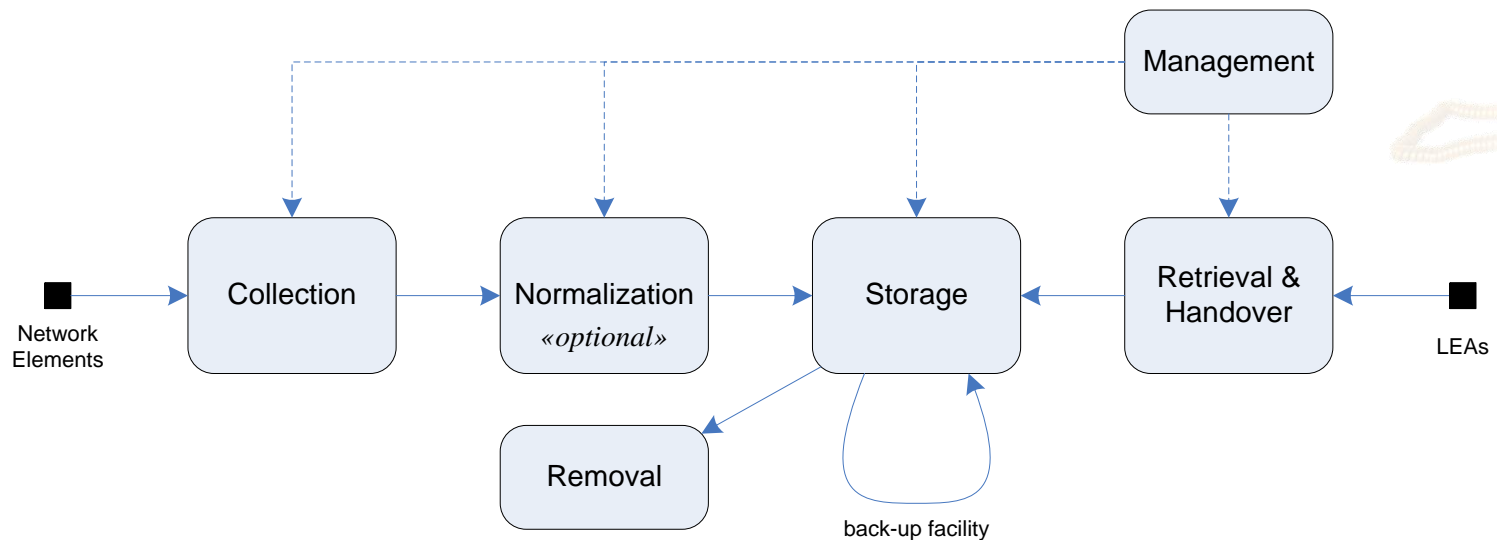 Management
Collection
Normalization
«optional»
Storage
Retrieval &
Handover
Network
Elements
LEAs
Removal
back-up facility